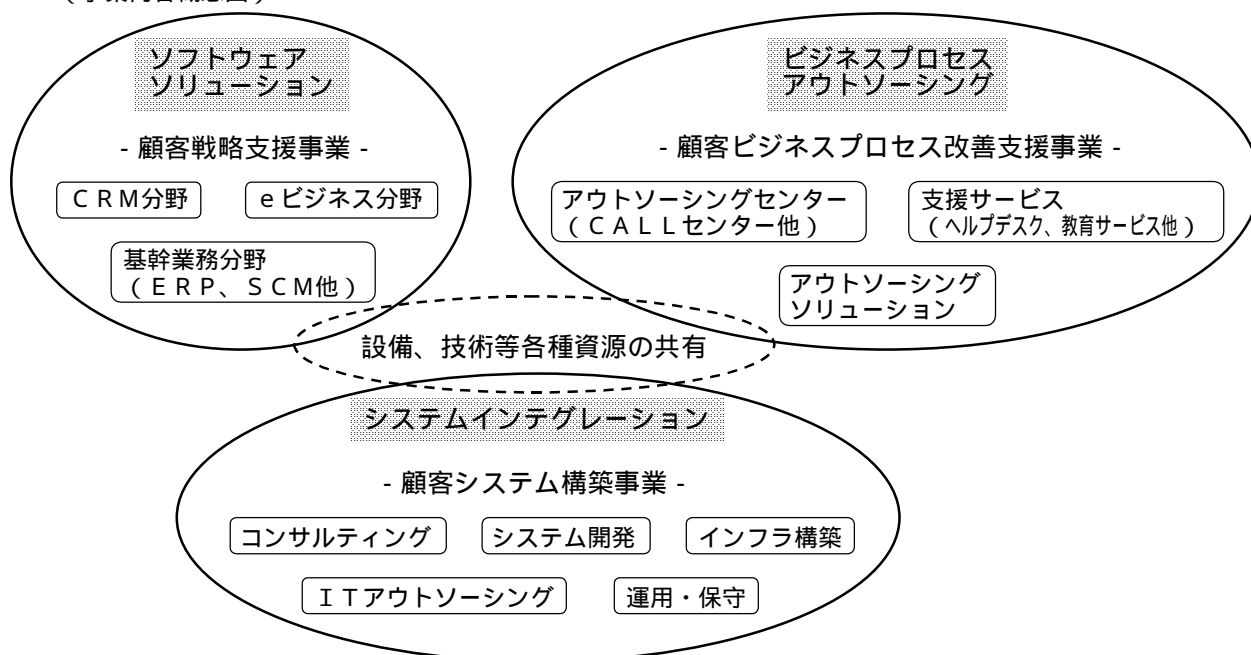 ソフトウェア
ソリューション
- 顧客戦略支援事業 -
ＣＲＭ分野
ｅビジネス分野
基幹業務分野
（ＥＲＰ、ＳＣＭ他）
ビジネスプロセス
アウトソーシング
- 顧客ビジネスプロセス改善支援事業 -
アウトソーシングセンター
（ＣＡＬＬセンター他）
支援サービス
（ヘルプデスク、教育サービス他）
アウトソーシング
ソリューション
設備、技術等各種資源の共有
システムインテグレーション
- 顧客システム構築事業 -
コンサルティング
システム開発
インフラ構築
ＩＴアウトソーシング
運用・保守